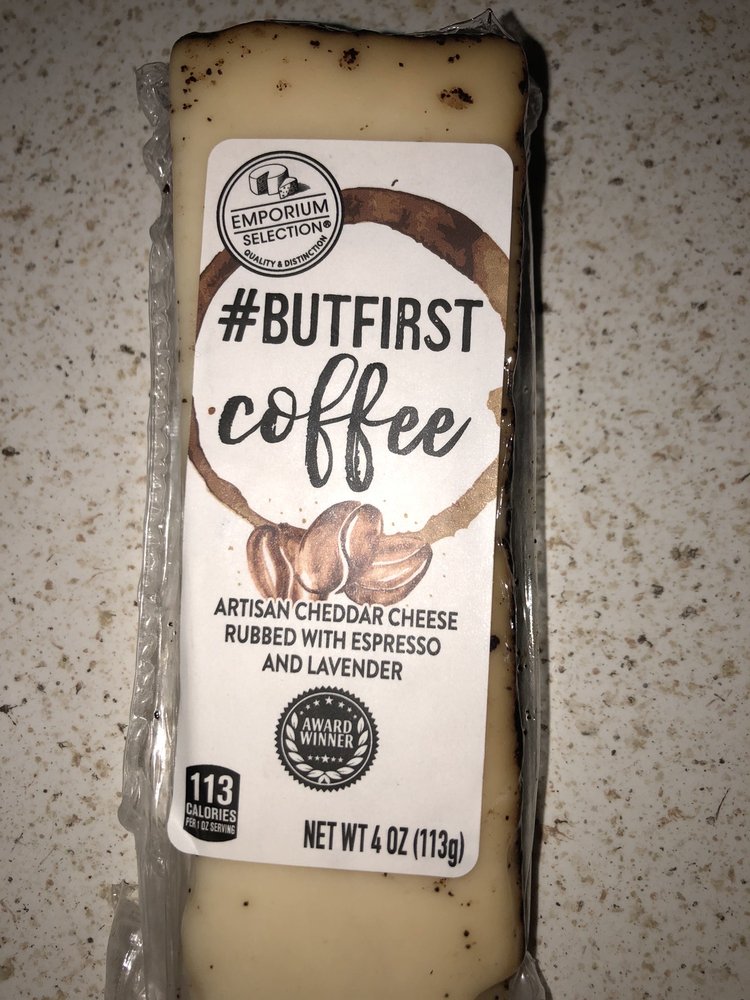 EMPORIUM
SELECTION®
QUALITY & DISTINCTION
#BUTFIRST
coffee
ARTISAN CHEDDAR CHEESE
RUBBED WITH ESPRESSO
AND LAVENDER
AWARD
WINNER
113
CALORIES
PER 1 OZ SERVING
NET WT 4 OZ (113g)